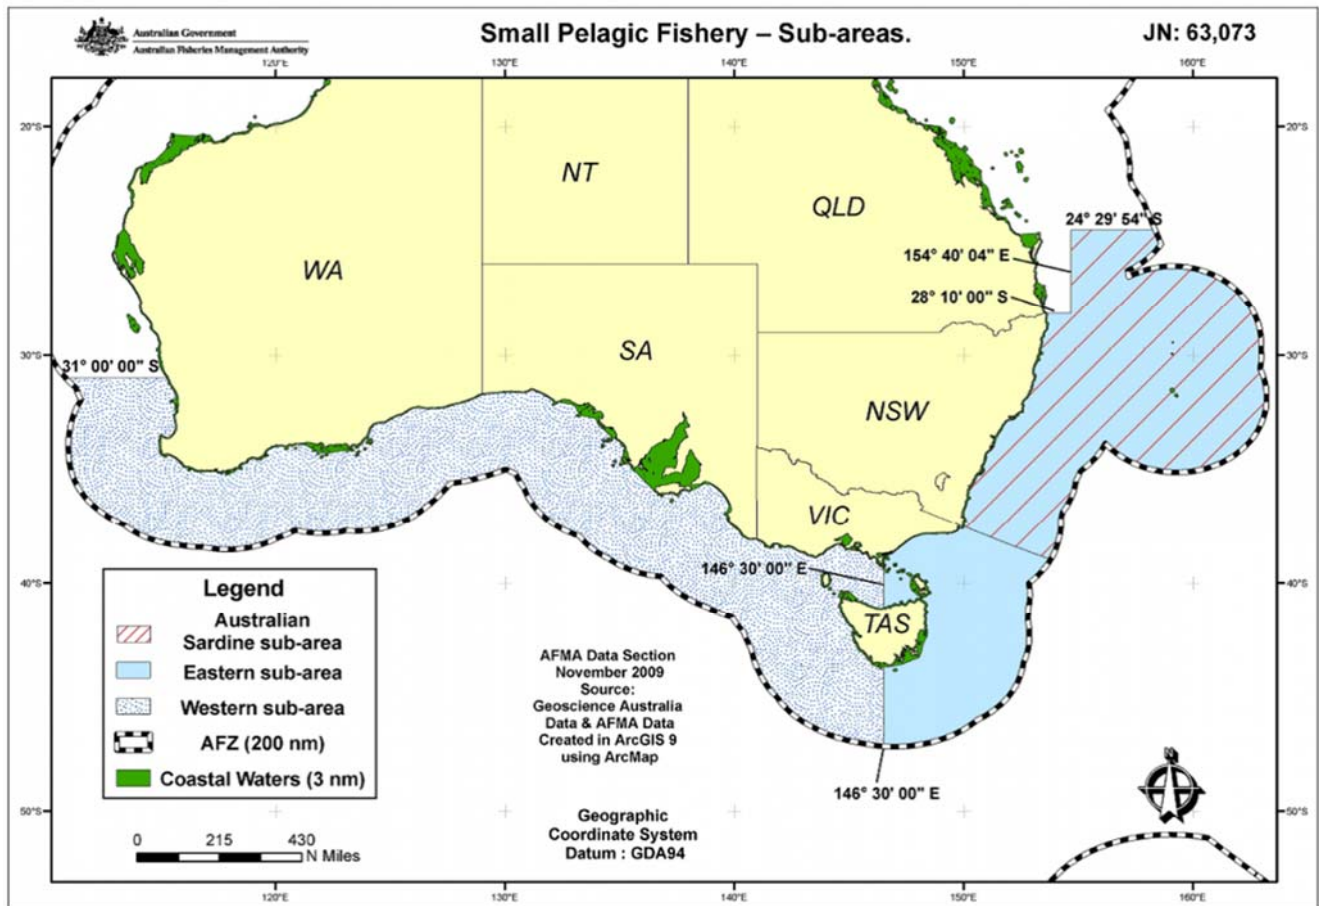 Australian Government
Australian Fisheries Management Authority
Small Pelagic Fishery – Sub-areas.
JN: 63,073
120°E
130°E
140°E
150°E
160°E
20°S
20°S
NT
QLD
24° 29' 54" S
154° 40' 04" E
WA
28° 10' 00" S
SA
30°S
31° 00' 00" S
30°S
NSW
VIC
146° 30' 00" E
40°S
40°S
TAS
Legend
Australian
Sardine sub-area
Eastern sub-area
Western sub-area
AFZ (200 nm)
Coastal Waters (3 nm)
AFMA Data Section
November 2009
Source:
Geoscience Australia
Data & AFMA Data
Created in ArcGIS 9
using ArcMap
146° 30' 00" E
N
50°S
50°S
Geographic
Coordinate System
Datum : GDA94
0 215 430
N Miles
120°E
130°E
140°E
150°E
160°E